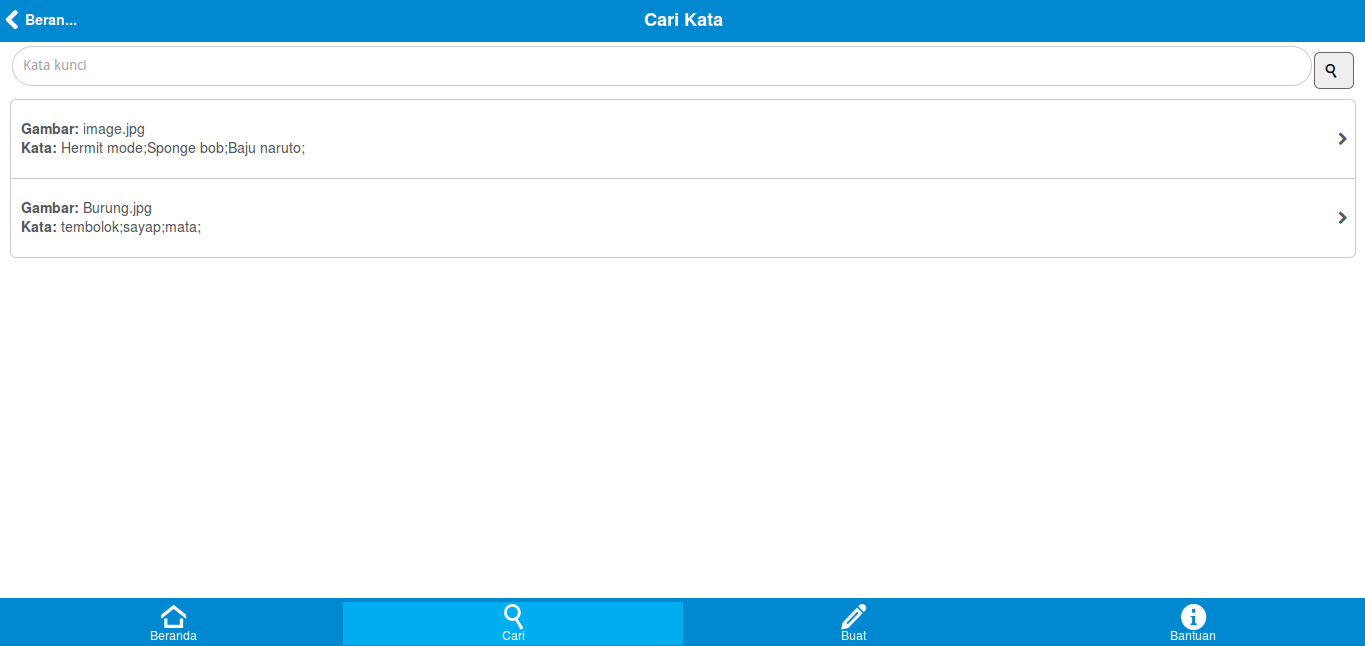 Beran...
Cari Kata
Kata kunci
Gambar: image.jpg
Kata: Hermit mode;Sponge bob;Baju naruto;
Gambar: Burung.jpg
Kata: tembolok;sayap;mata;
Beranda
Cari
Buat
Bantuan